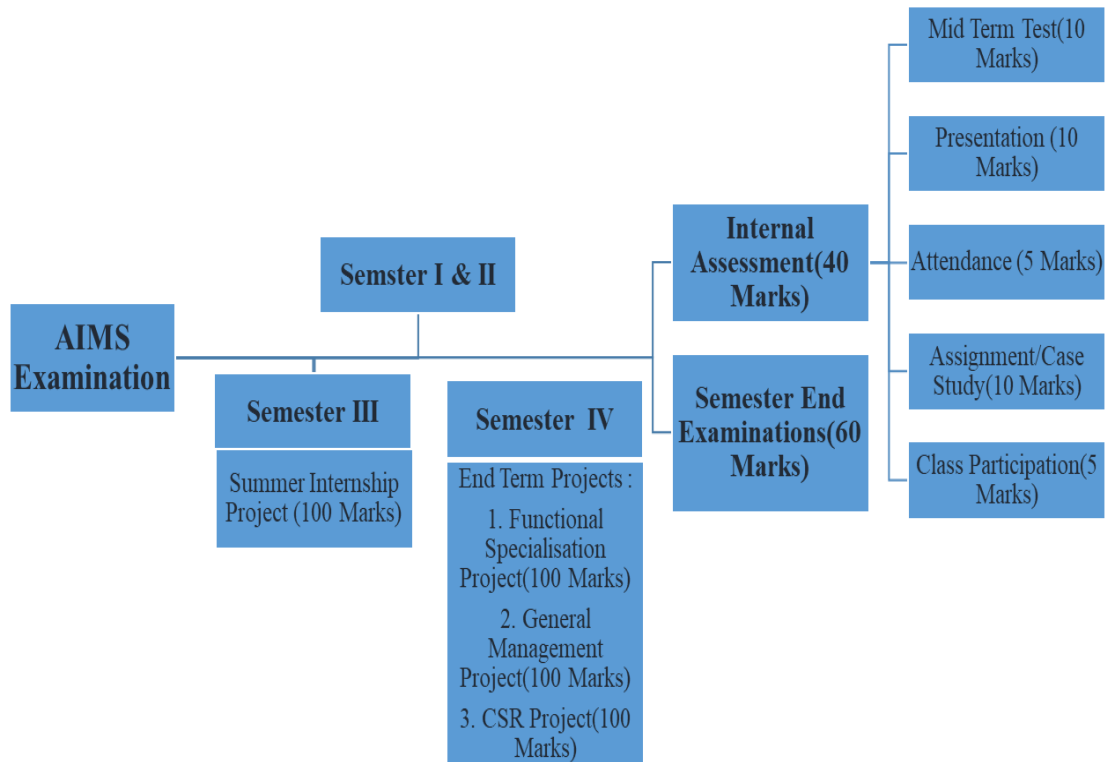 AIMS
Examination
Semster I & II
Semester III
Summer Internship
Project (100 Marks)
Semester  IV
End Term Projects :
1. Functional
Specialisation
Project(100 Marks)
2. General
Management
Project(100 Marks)
3. CSR Project(100
Marks)
Internal
Assessment(40
Marks)
Semester End
Examinations(60
Marks)
Mid Term Test(10
Marks)
Presentation (10
Marks)
Attendance (5 Marks)
Assignment/Case
Study(10 Marks)
Class Participation(5
Marks)